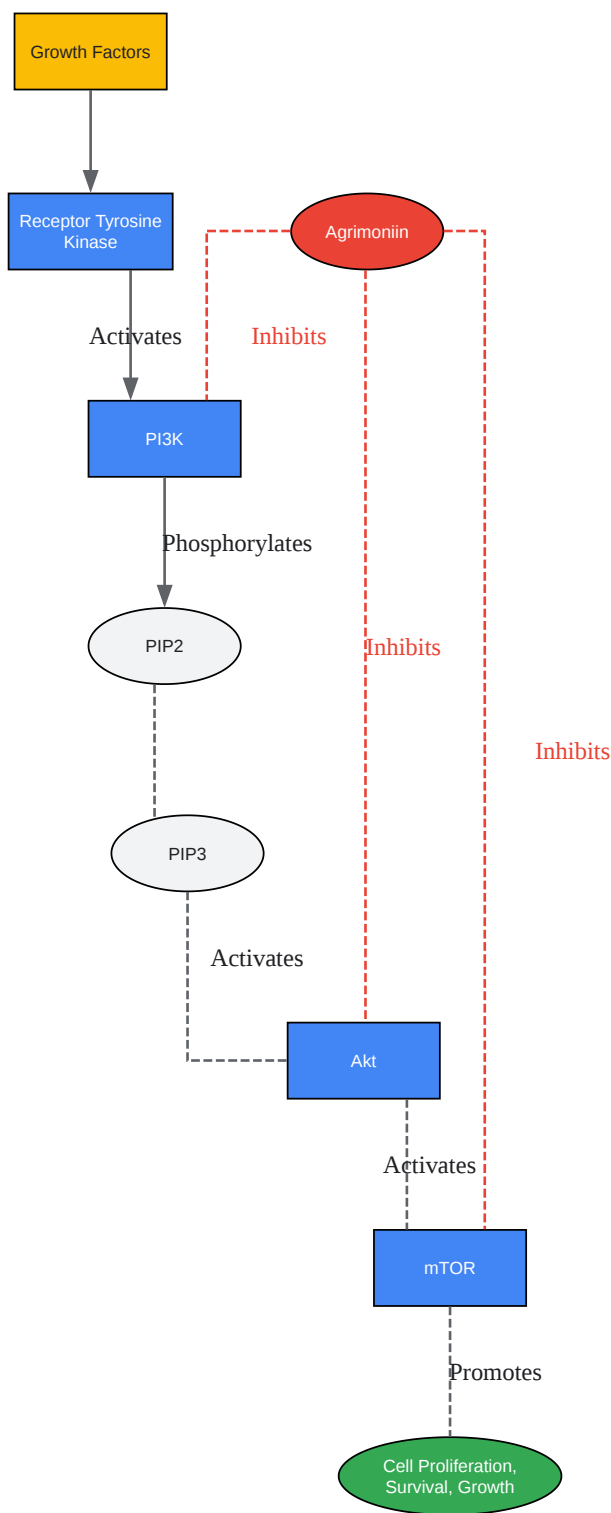 Growth Factors
Receptor Tyrosine
Kinase
Agrimoniin
Activates
Inhibits
PI3K
Phosphorylates
PIP2
Inhibits
Inhibits
PIP3
Activates
Akt
Activates
mTOR
Promotes
Cell Proliferation,
Survival, Growth